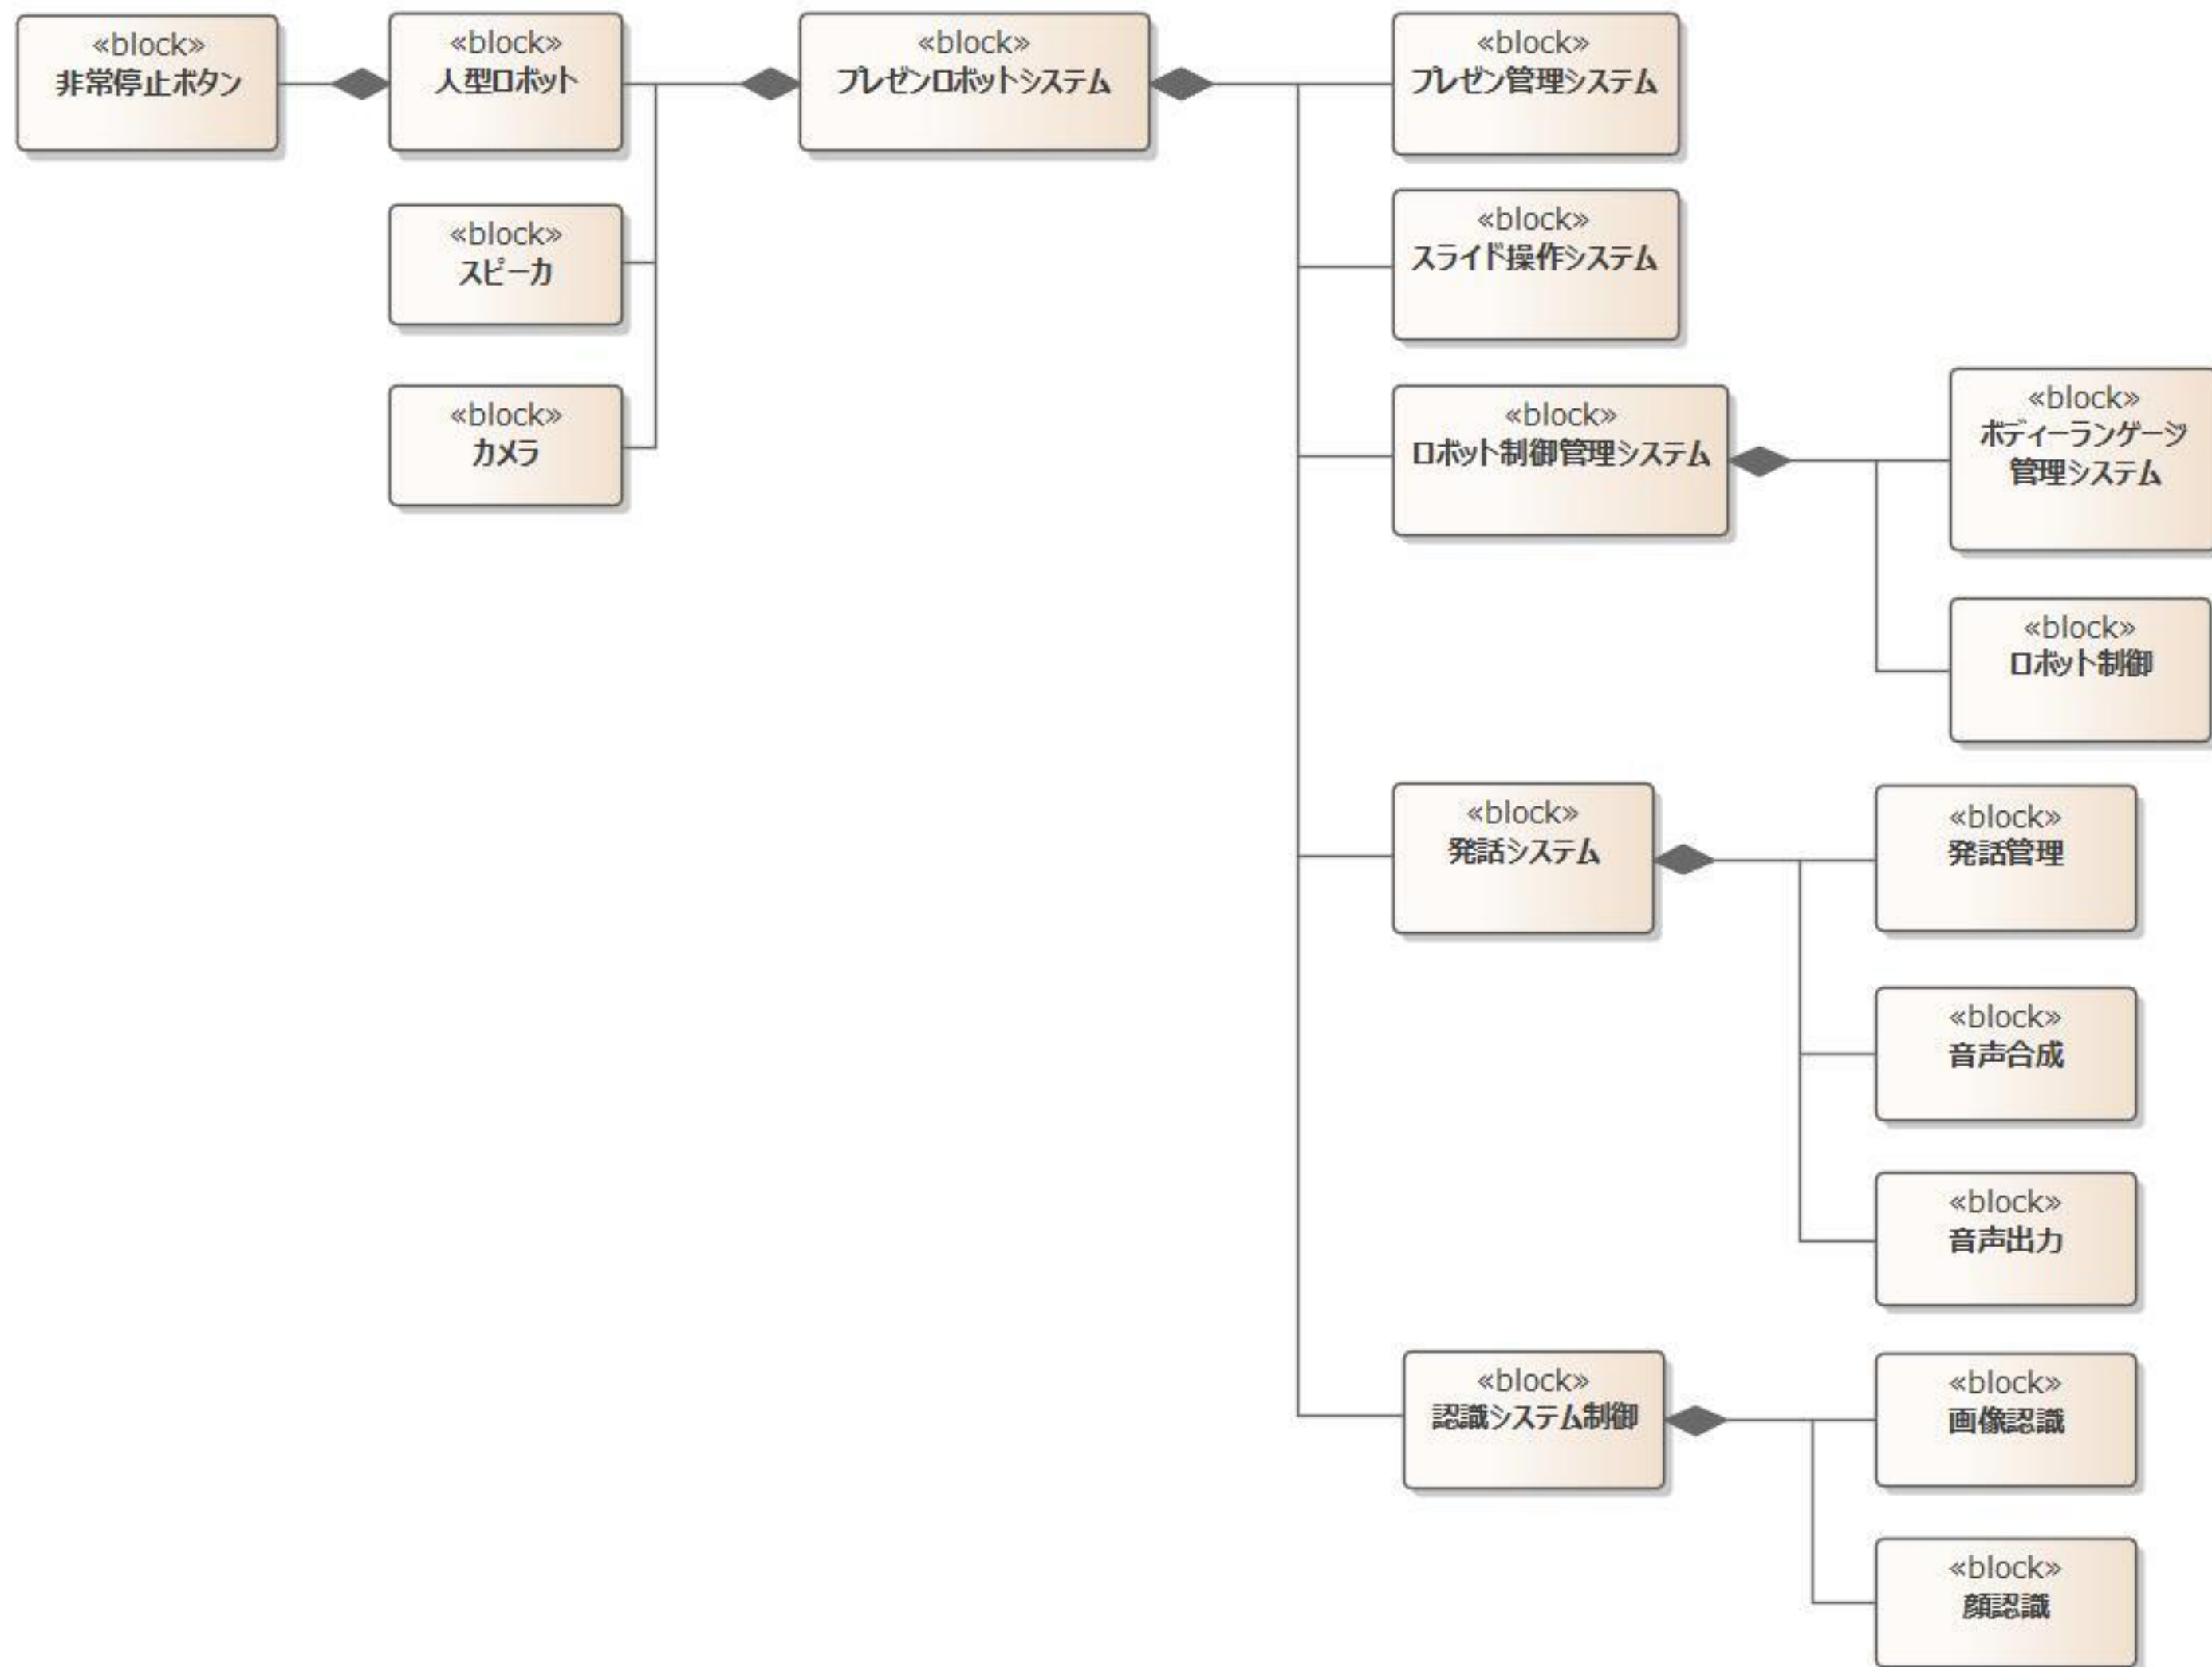 «block»
非常停止ボタン
«block»
人型ロボット
«block»
プレゼンロボットシステム
«block»
プレゼン管理システム
«block»
スピーカ
«block»
スライド操作システム
«block»
カメラ
«block»
ロボット制御管理システム
«block»
ボディーランゲージ
管理システム
«block»
ロボット制御
«block»
発話システム
«block»
発話管理
«block»
音声合成
«block»
音声出力
«block»
認識システム制御
«block»
画像認識
«block»
顔認識